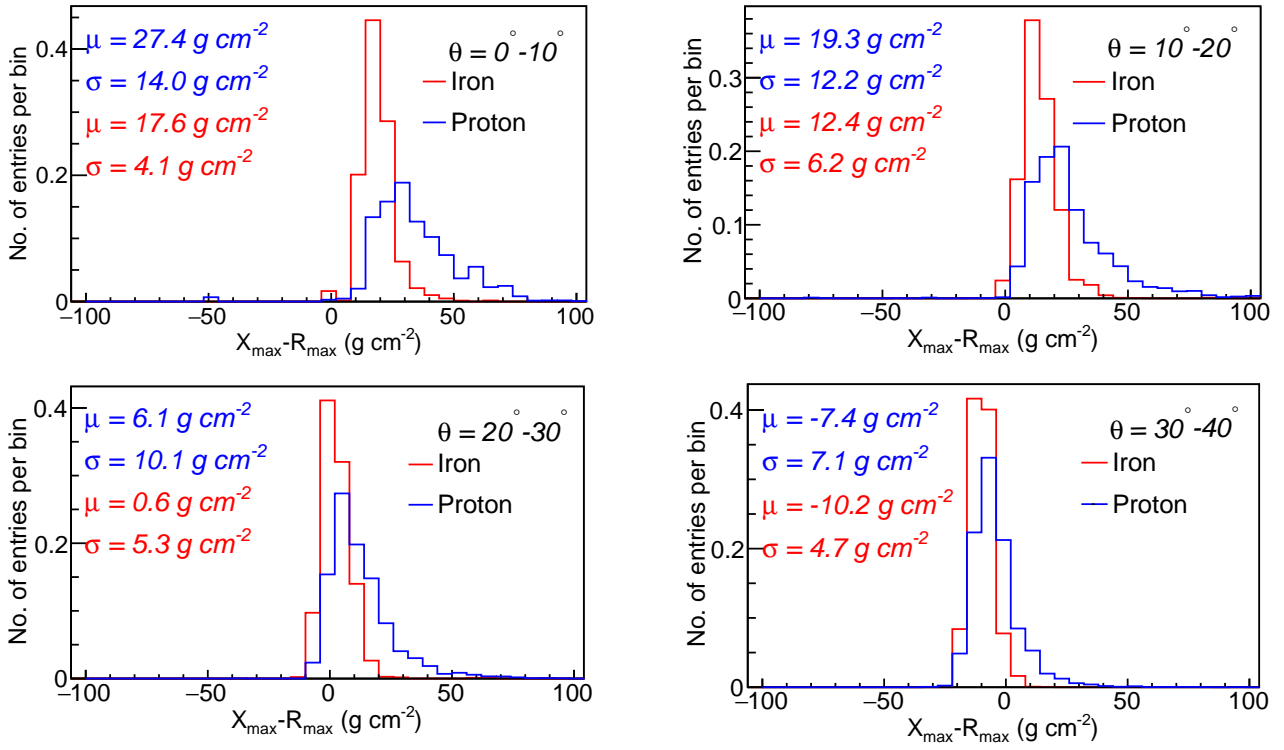 μ = 27.4 g cm⁻²
σ = 14.0 g cm⁻²
μ = 17.6 g cm⁻²
σ = 4.1 g cm⁻²
θ = 0°-10°
Iron
Proton
No. of entries per bin
0.4
0.2
0
−100
−50
0
50
100
Xmax-Rmax (g cm⁻²)
μ = 19.3 g cm⁻²
σ = 12.2 g cm⁻²
μ = 12.4 g cm⁻²
σ = 6.2 g cm⁻²
θ = 10°-20°
Iron
Proton
No. of entries per bin
0.3
0.2
0.1
0
−100
−50
0
50
100
Xmax-Rmax (g cm⁻²)
μ = 6.1 g cm⁻²
σ = 10.1 g cm⁻²
μ = 0.6 g cm⁻²
σ = 5.3 g cm⁻²
θ = 20°-30°
Iron
Proton
No. of entries per bin
0.4
0.2
0
−100
−50
0
50
100
Xmax-Rmax (g cm⁻²)
μ = -7.4 g cm⁻²
σ = 7.1 g cm⁻²
μ = -10.2 g cm⁻²
σ = 4.7 g cm⁻²
θ = 30°-40°
Iron
Proton
No. of entries per bin
0.4
0.2
0
−100
−50
0
50
100
Xmax-Rmax (g cm⁻²)